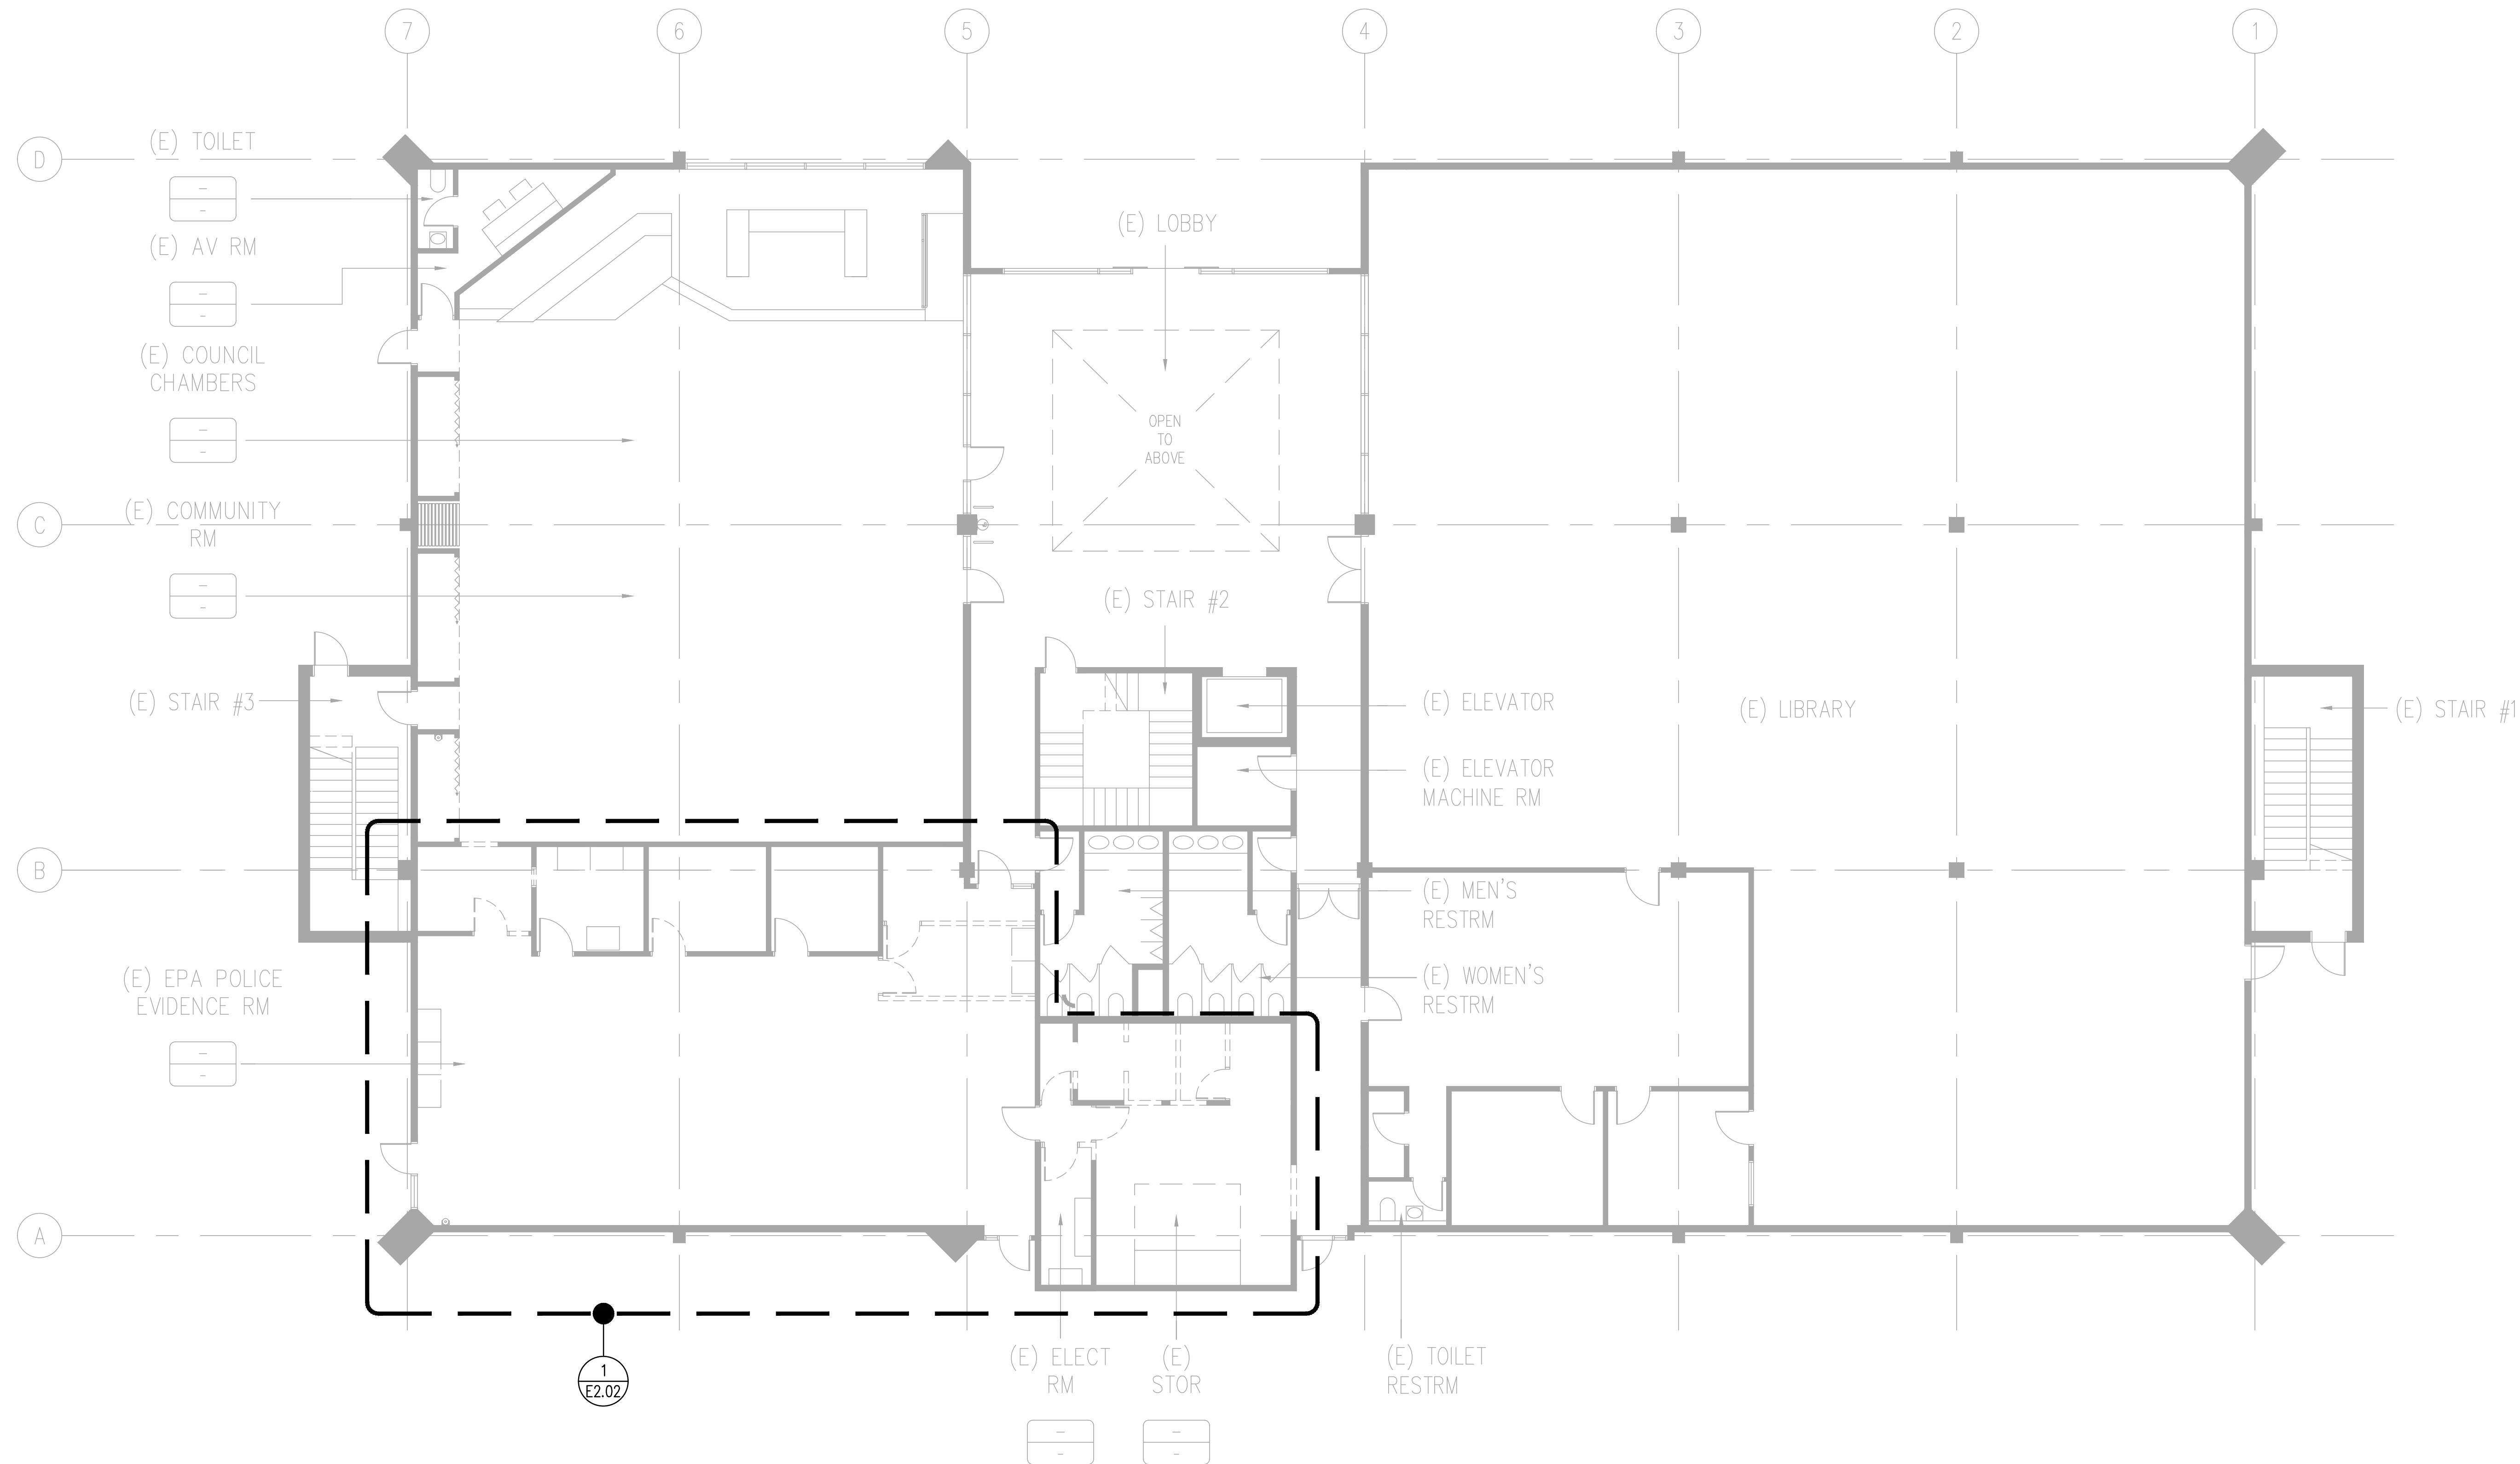 7
6
5
4
3
2
1
D
(E) TOILET
(E) AV RM
(E) LOBBY
(E) COUNCIL
CHAMBERS
OPEN
TO
ABOVE
C
(E) COMMUNITY
RM
(E) STAIR #2
(E) STAIR #3
(E) ELEVATOR
(E) LIBRARY
(E) STAIR #1
(E) ELEVATOR
MACHINE RM
B
(E) MEN'S
RESTRM
(E) EPA POLICE
EVIDENCE RM
(E) WOMEN'S
RESTRM
A
(E) ELECT
RM
(E)
STOR
(E) TOILET
RESTRM
1
E2.02